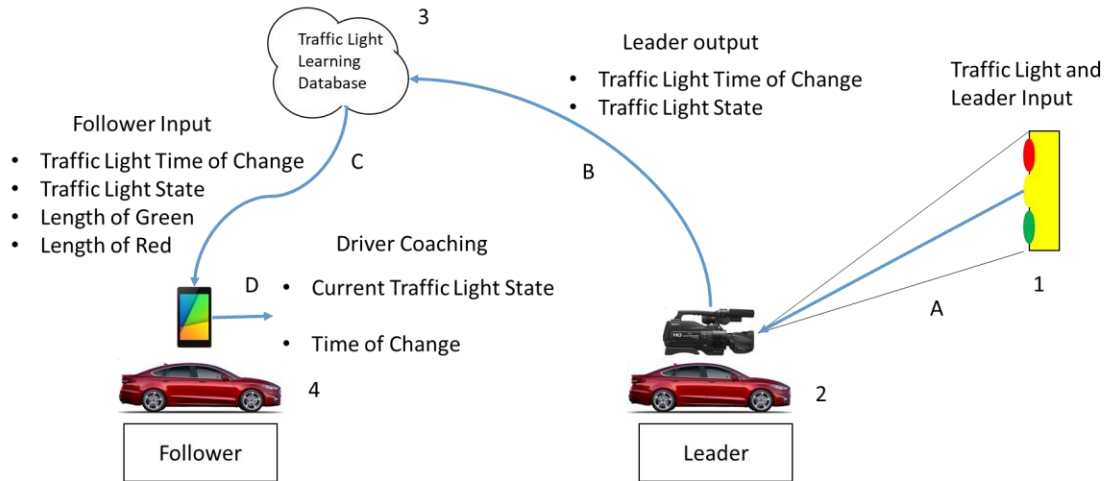 3
Traffic Light
Learning
Database
Leader output
• Traffic Light Time of Change
• Traffic Light State
Traffic Light and
Leader Input
Follower Input
• Traffic Light Time of Change
• Traffic Light State
• Length of Green
• Length of Red
C
B
A
1
D
Driver Coaching
• Current Traffic Light State
• Time of Change
4
2
Follower
Leader